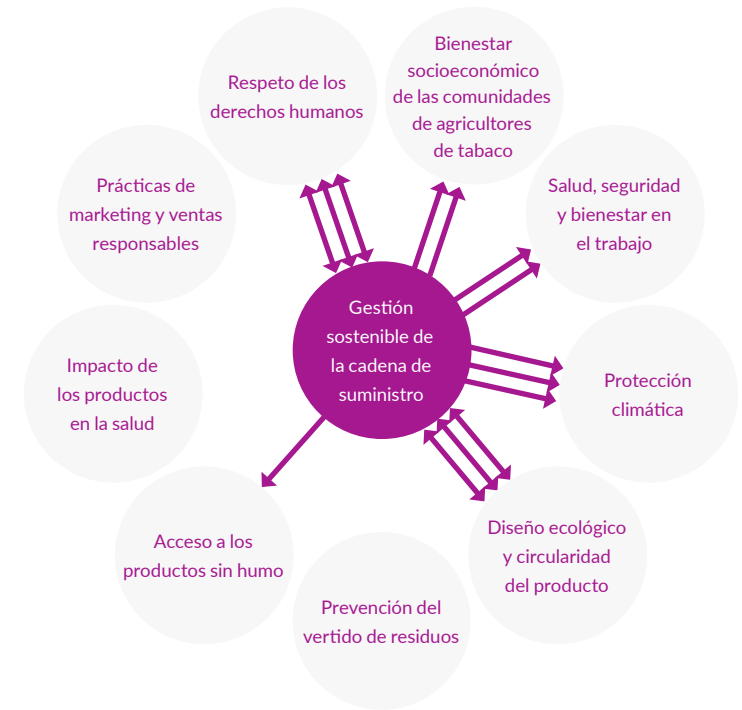 Respeto de los
derechos humanos
Bienestar
socioeconómico
de las comunidades
de agricultores
de tabaco
Salud, seguridad
y bienestar en
el trabajo
Protección
climática
Diseño ecológico
y circularidad
del producto
Prevención del
vertido de residuos
Acceso a los
productos sin humo
Impacto de
los productos
en la salud
Prácticas de
marketing y ventas
responsables
Gestión
sostenible de
la cadena de
suministro